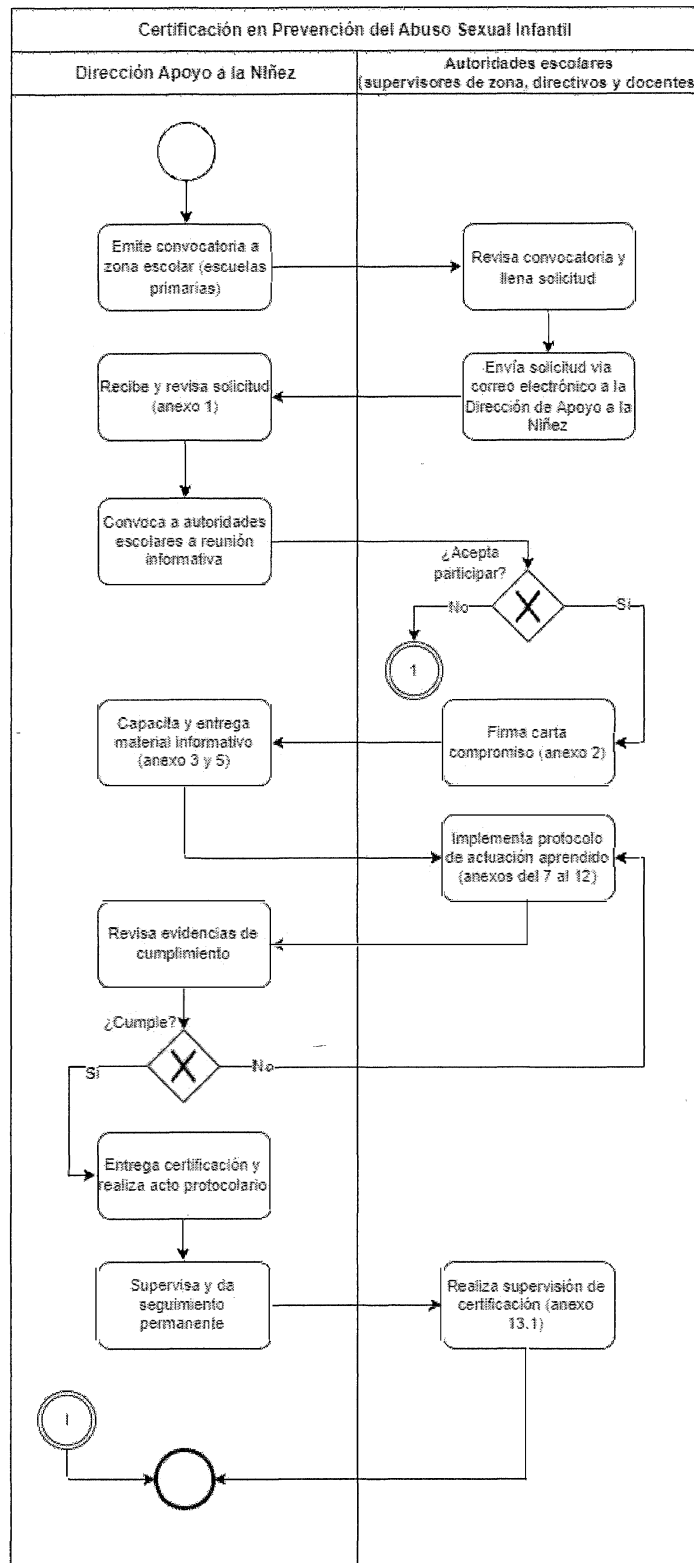 Certificación en Prevención del Abuso Sexual Infantil
Dirección Apoyo a la Niñez
Autoridades escolares
(supervisores de zona, directivos y docentes
Emite convocatoria a
zona escolar (escuelas
primarias)
Revisa convocatoria y
llena solicitud
Recibe y revisa solicitud
(anexo 1)
Envía solicitud via
correo electrónico a la
Dirección de Apoyo a la
Niñez
Convoca a autoridades
escolares a reunión
informativa
¿Acepta
participar?
No
Sí
1
Capacita y entrega
material informativo
(anexo 3 y 5)
Firma carta
compromiso (anexo 2)
Implementa protocolo
de actuación aprendido
(anexos del 7 al 12)
Revisa evidencias de
cumplimiento
¿Cumple?
Sí
No
Entrega certificación y
realiza acto protocolario
Supervisa y da
seguimiento
permanente
Realiza supervisión de
certificación (anexo
13.1)
I